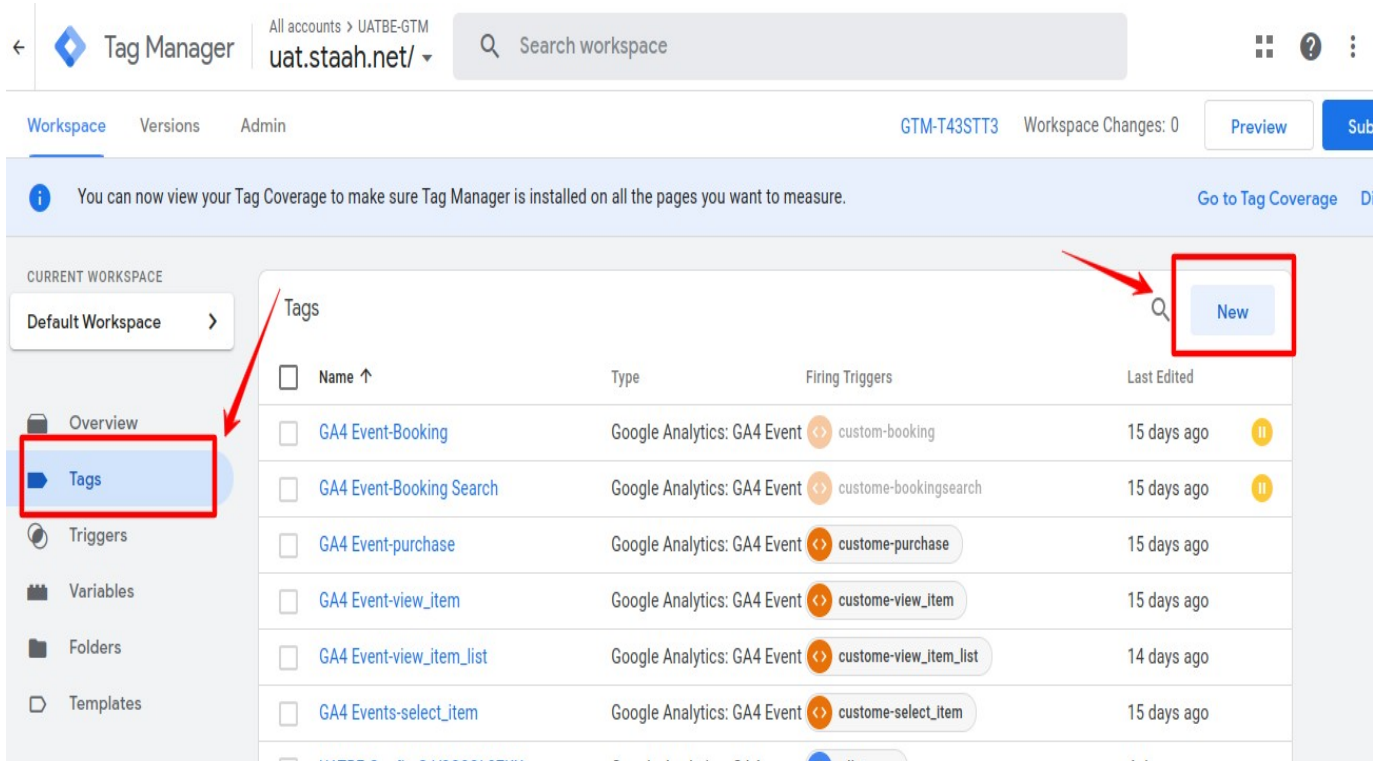 All accounts > UATBE-GTM
Tag Manager
uat.staah.net/
Search workspace
Workspace Versions Admin
GTM-T43STT3 Workspace Changes: 0 Preview Sub
You can now view your Tag Coverage to make sure Tag Manager is installed on all the pages you want to measure. Go to Tag Coverage Di
CURRENT WORKSPACE
Default Workspace
Overview
Tags
Triggers
Variables
Folders
Templates
Tags
New
Name Type Firing Triggers Last Edited
GA4 Event-Booking Google Analytics: GA4 Event custom-booking 15 days ago
GA4 Event-Booking Search Google Analytics: GA4 Event custome-bookingsearch 15 days ago
GA4 Event-purchase Google Analytics: GA4 Event custome-purchase 15 days ago
GA4 Event-view_item Google Analytics: GA4 Event custome-view_item 15 days ago
GA4 Event-view_item_list Google Analytics: GA4 Event custome-view_item_list 14 days ago
GA4 Events-select_item Google Analytics: GA4 Event custome-select_item 15 days ago